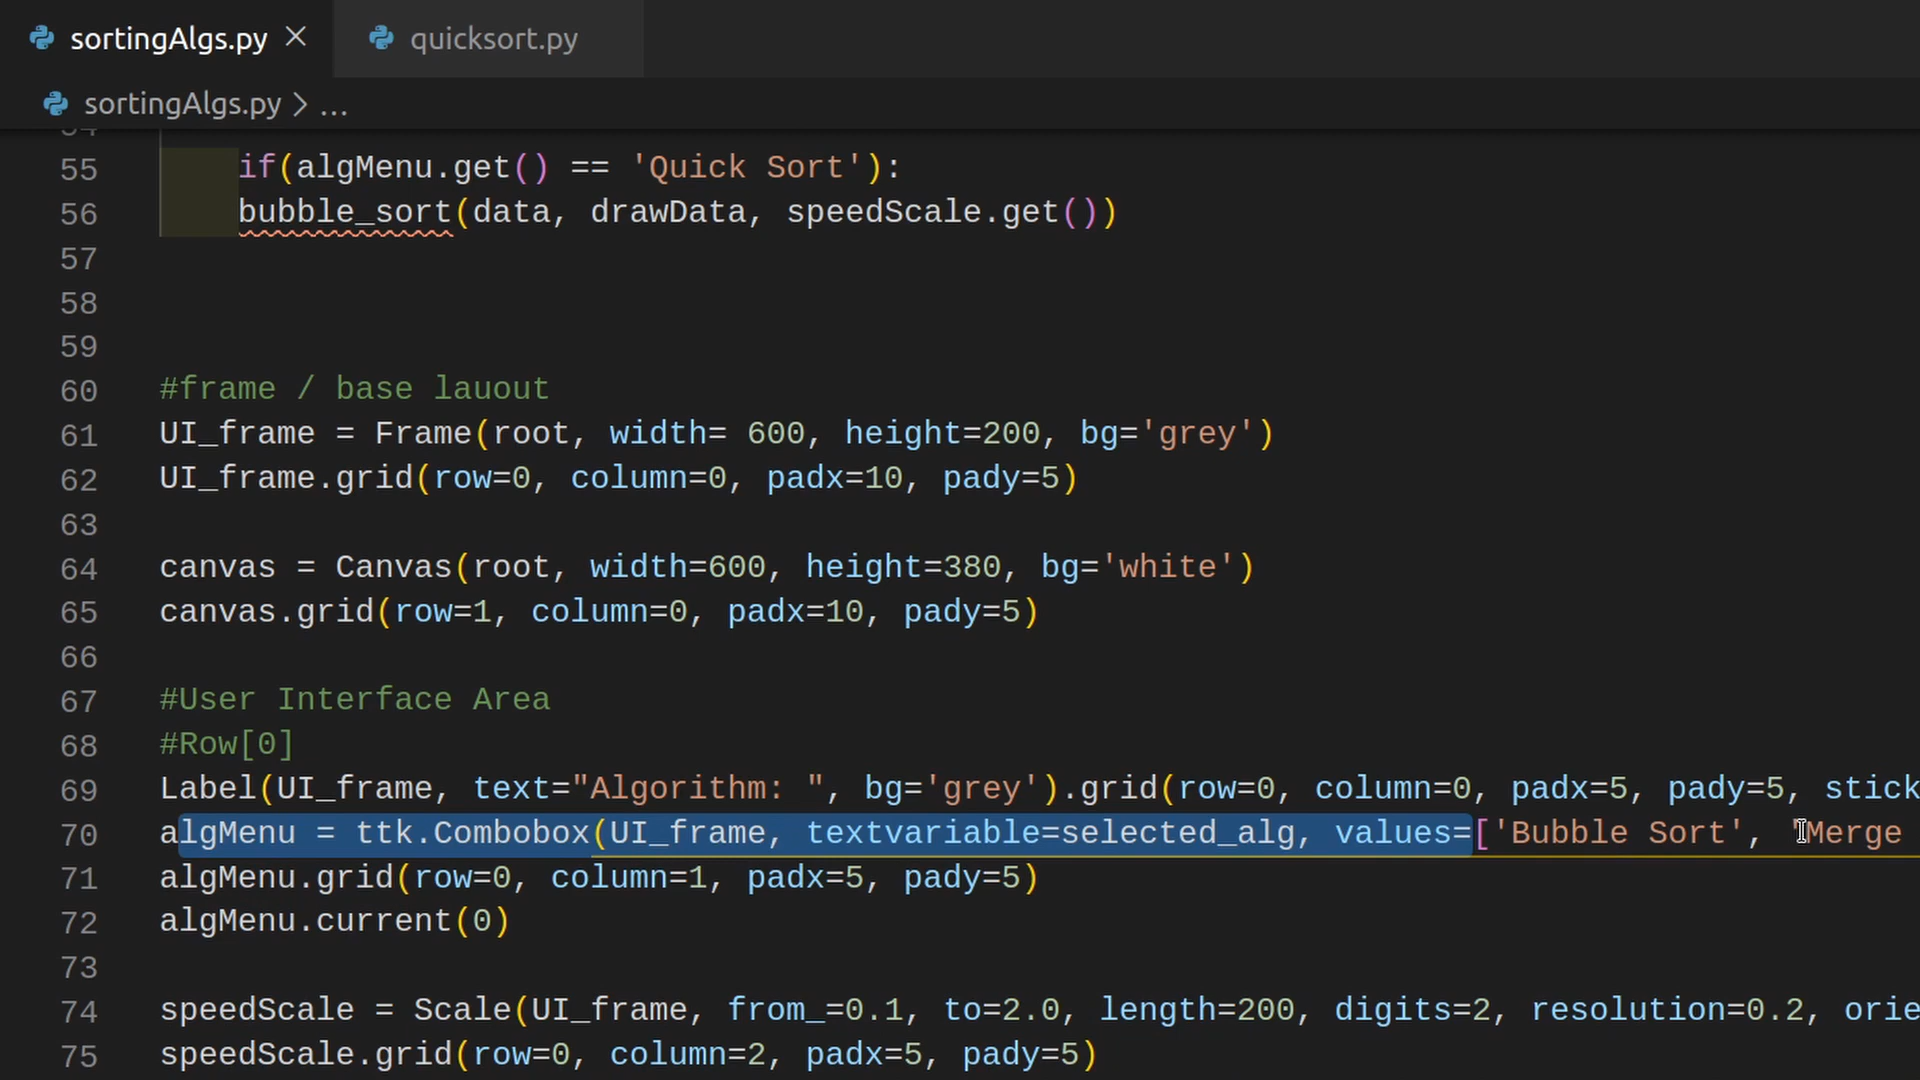 sortingAlgs.py
quicksort.py
sortingAlgs.py > ...
54
55 if(algMenu.get() == 'Quick Sort'):
56 bubble_sort(data, drawData, speedScale.get())
57
58
59
60 #frame / base lauout
61 UI_frame = Frame(root, width= 600, height=200, bg='grey')
62 UI_frame.grid(row=0, column=0, padx=10, pady=5)
63
64 canvas = Canvas(root, width=600, height=380, bg='white')
65 canvas.grid(row=1, column=0, padx=10, pady=5)
66
67 #User Interface Area
68 #Row[0]
69 Label(UI_frame, text="Algorithm: ", bg='grey').grid(row=0, column=0, padx=5, pady=5, stick
70 algMenu = ttk.Combobox(UI_frame, textvariable=selected_alg, values=['Bubble Sort', 'Merge
71 algMenu.grid(row=0, column=1, padx=5, pady=5)
72 algMenu.current(0)
73
74 speedScale = Scale(UI_frame, from_=0.1, to=2.0, length=200, digits=2, resolution=0.2, orie
75 speedScale.grid(row=0, column=2, padx=5, pady=5)